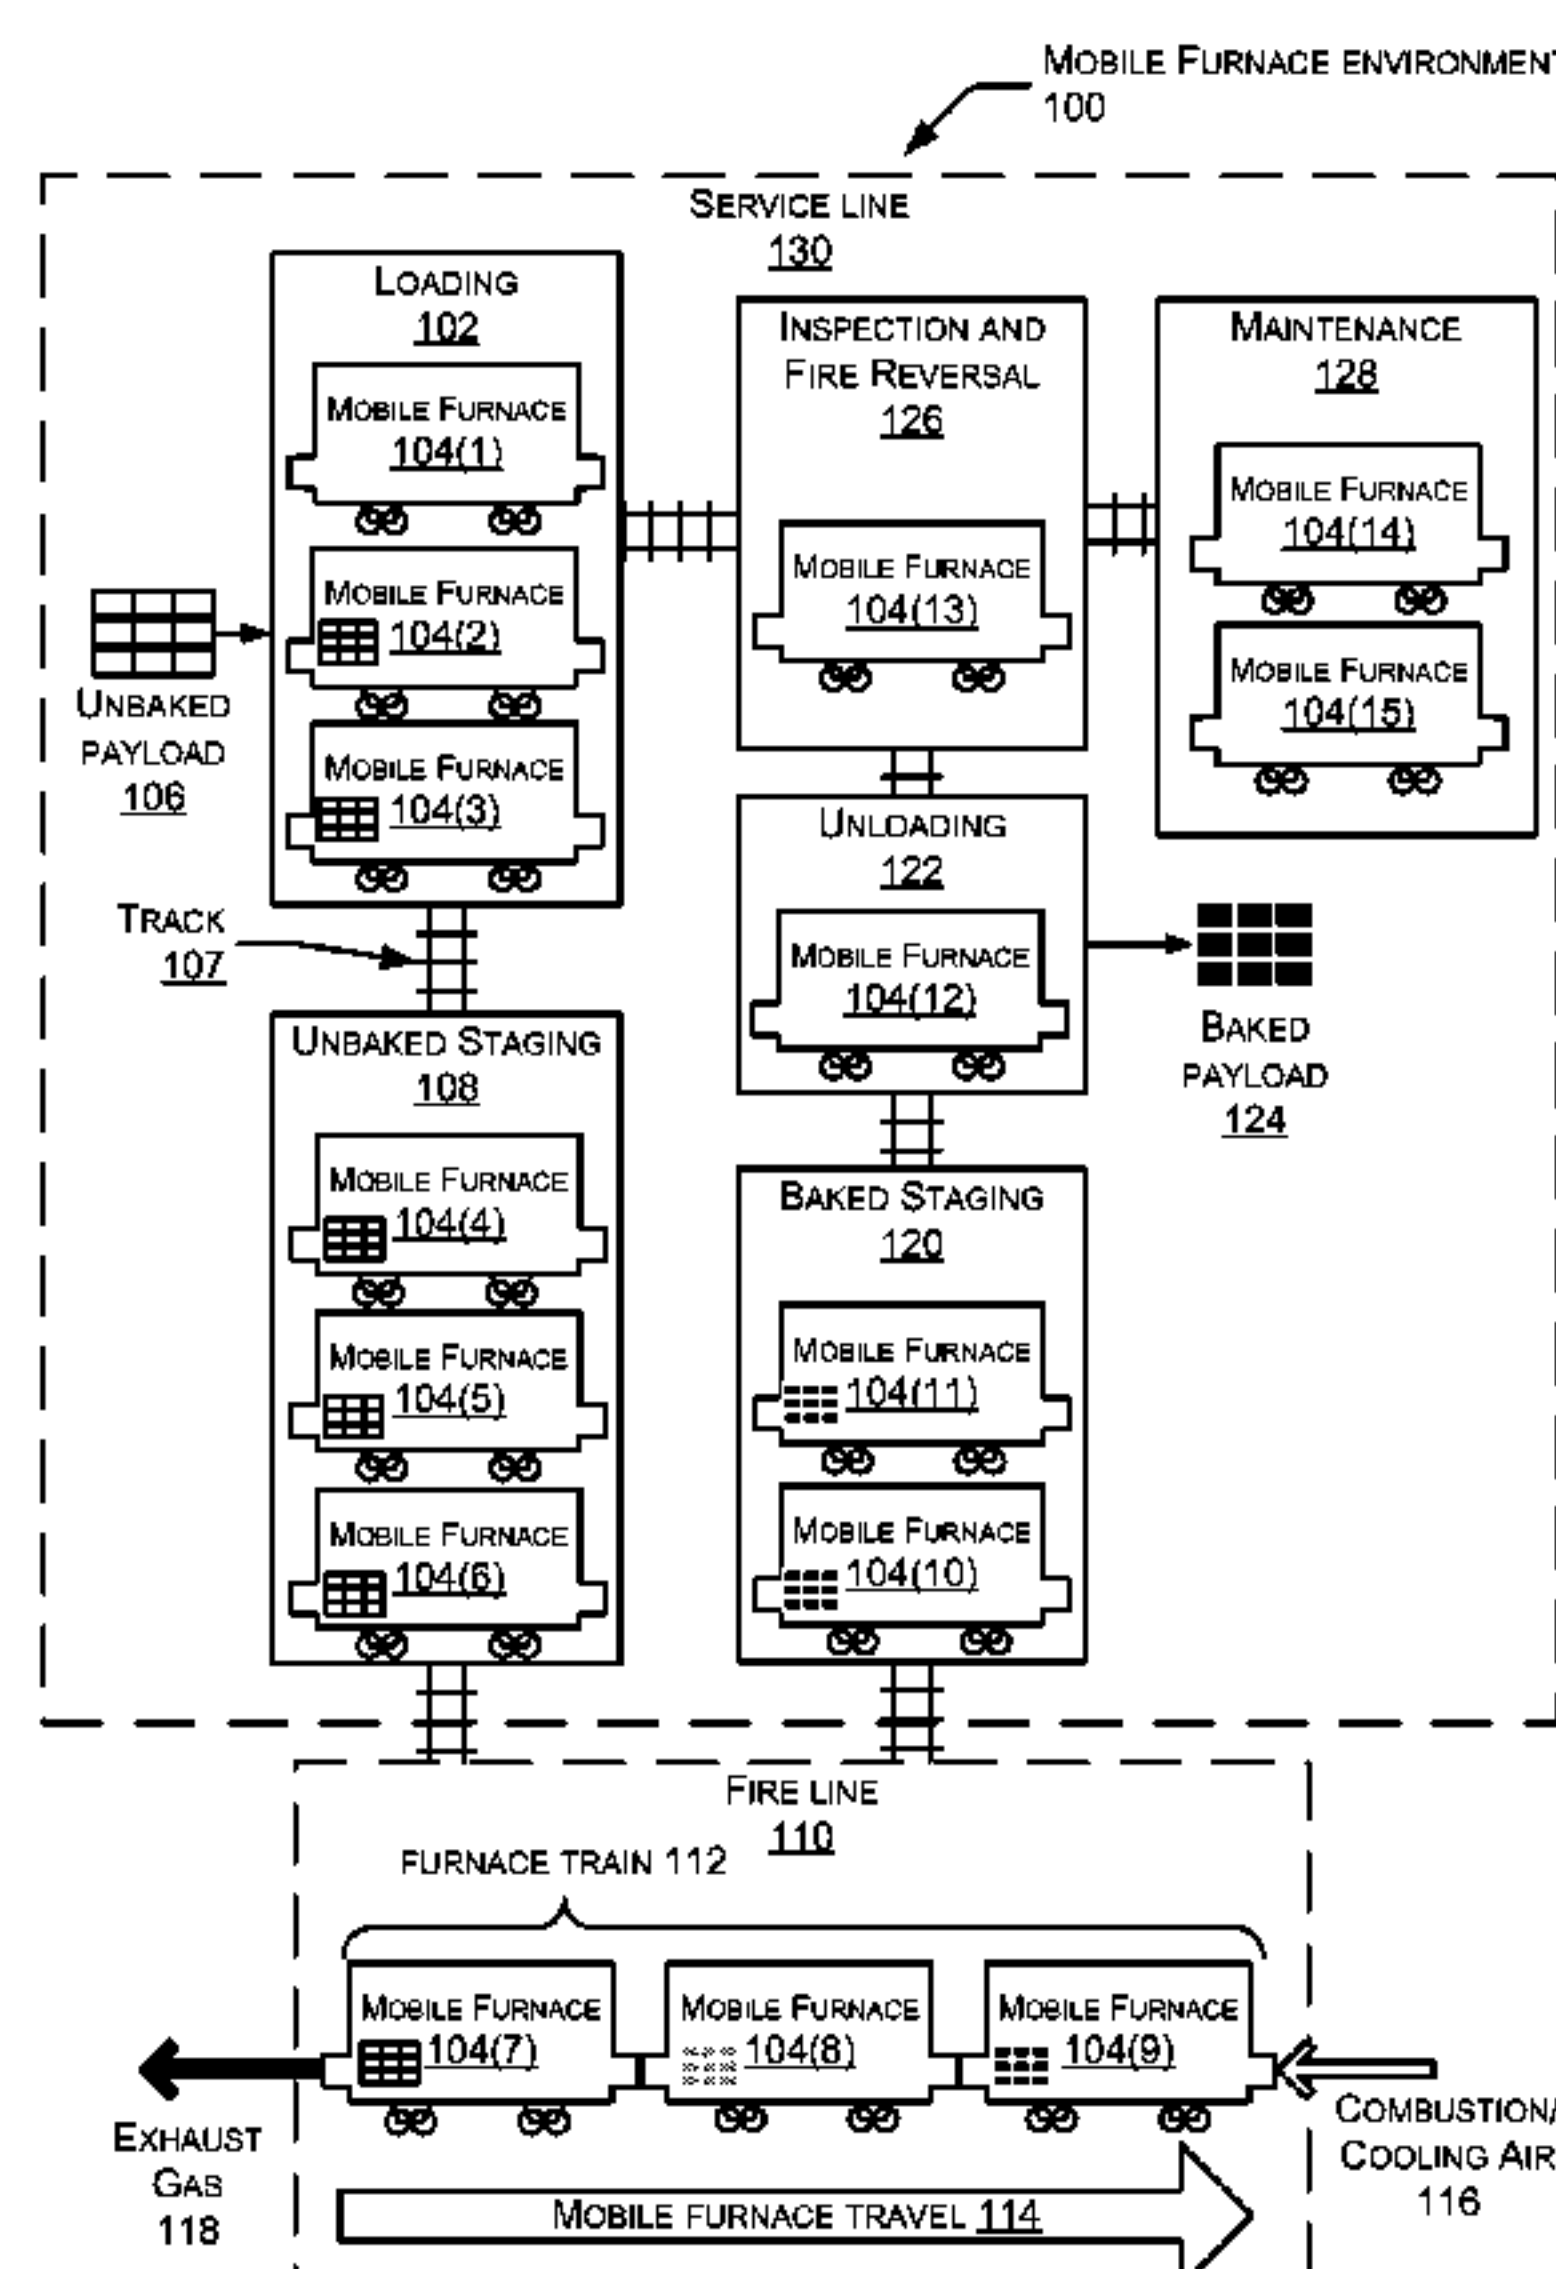 MOBILE FURNACE ENVIRONMENT
100
SERVICE LINE
130
LOADING
102
MOBILE FURNACE
104(1)
MOBILE FURNACE
104(2)
MOBILE FURNACE
104(3)
UNBAKED
PAYLOAD
106
INSPECTION AND
FIRE REVERSAL
126
MOBILE FURNACE
104(13)
MAINTENANCE
128
MOBILE FURNACE
104(14)
MOBILE FURNACE
104(15)
TRACK
107
UNLOADING
122
MOBILE FURNACE
104(12)
BAKED
PAYLOAD
124
UNBAKED STAGING
108
MOBILE FURNACE
104(4)
MOBILE FURNACE
104(5)
MOBILE FURNACE
104(6)
BAKED STAGING
120
MOBILE FURNACE
104(11)
MOBILE FURNACE
104(10)
FIRE LINE
110
FURNACE TRAIN 112
MOBILE FURNACE
104(7)
MOBILE FURNACE
104(8)
MOBILE FURNACE
104(9)
EXHAUST
GAS
118
COMBUSTION/
COOLING AIR
116
MOBILE FURNACE TRAVEL 114